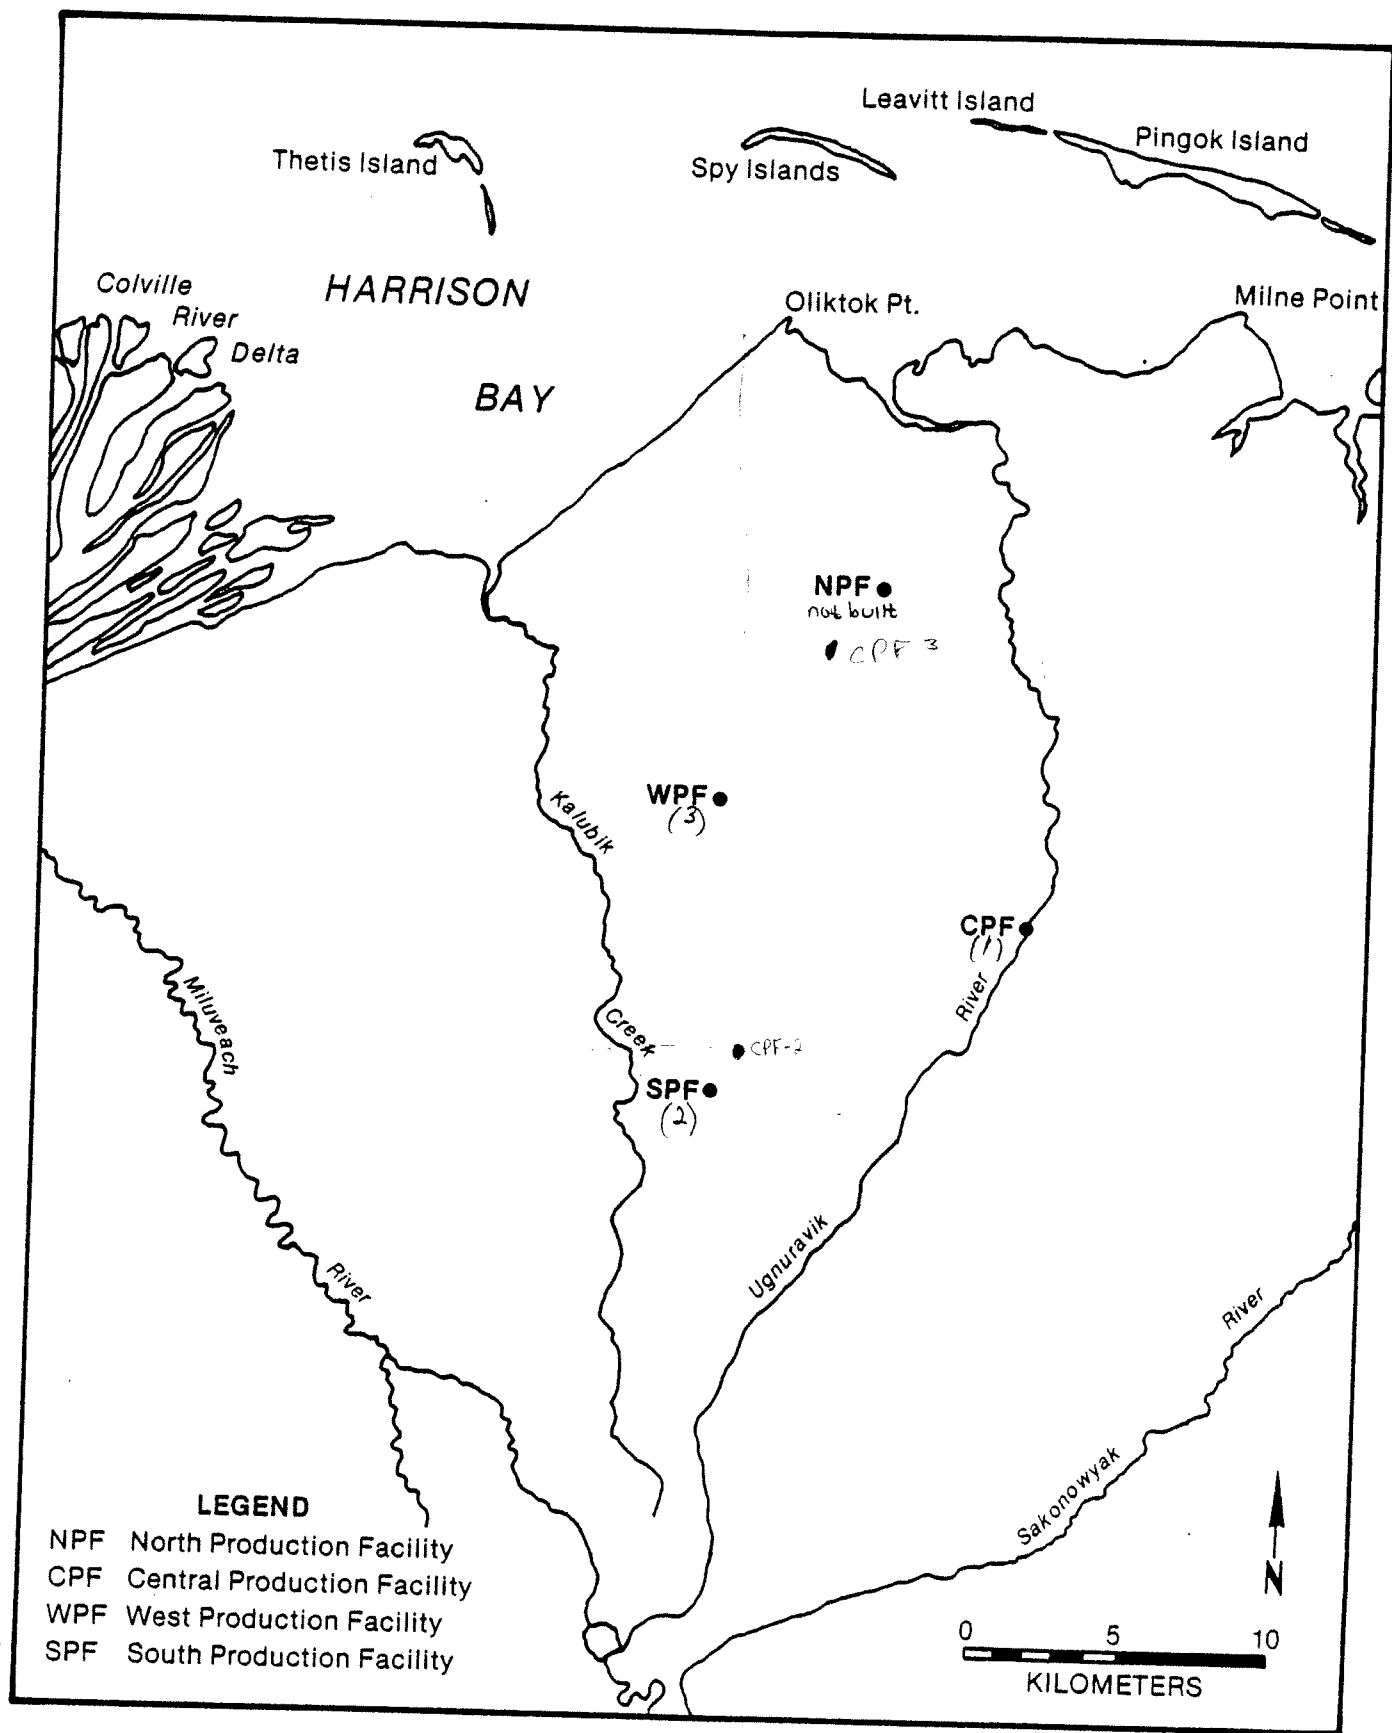 Leavitt Island
Pingok Island
Thetis Island
Spy Islands
Colville
River
Delta
HARRISON
BAY
Oliktok Pt.
Milne Point
NPF
not built
CPF 3
WPF
(3)
Kalubik
Creek
CPF
(1)
River
Miluveach
CPF-2
SPF
(2)
Ugnuravik
River
River
Sakonowyak
LEGEND
NPF North Production Facility
CPF Central Production Facility
WPF West Production Facility
SPF South Production Facility
N
0 5 10
KILOMETERS